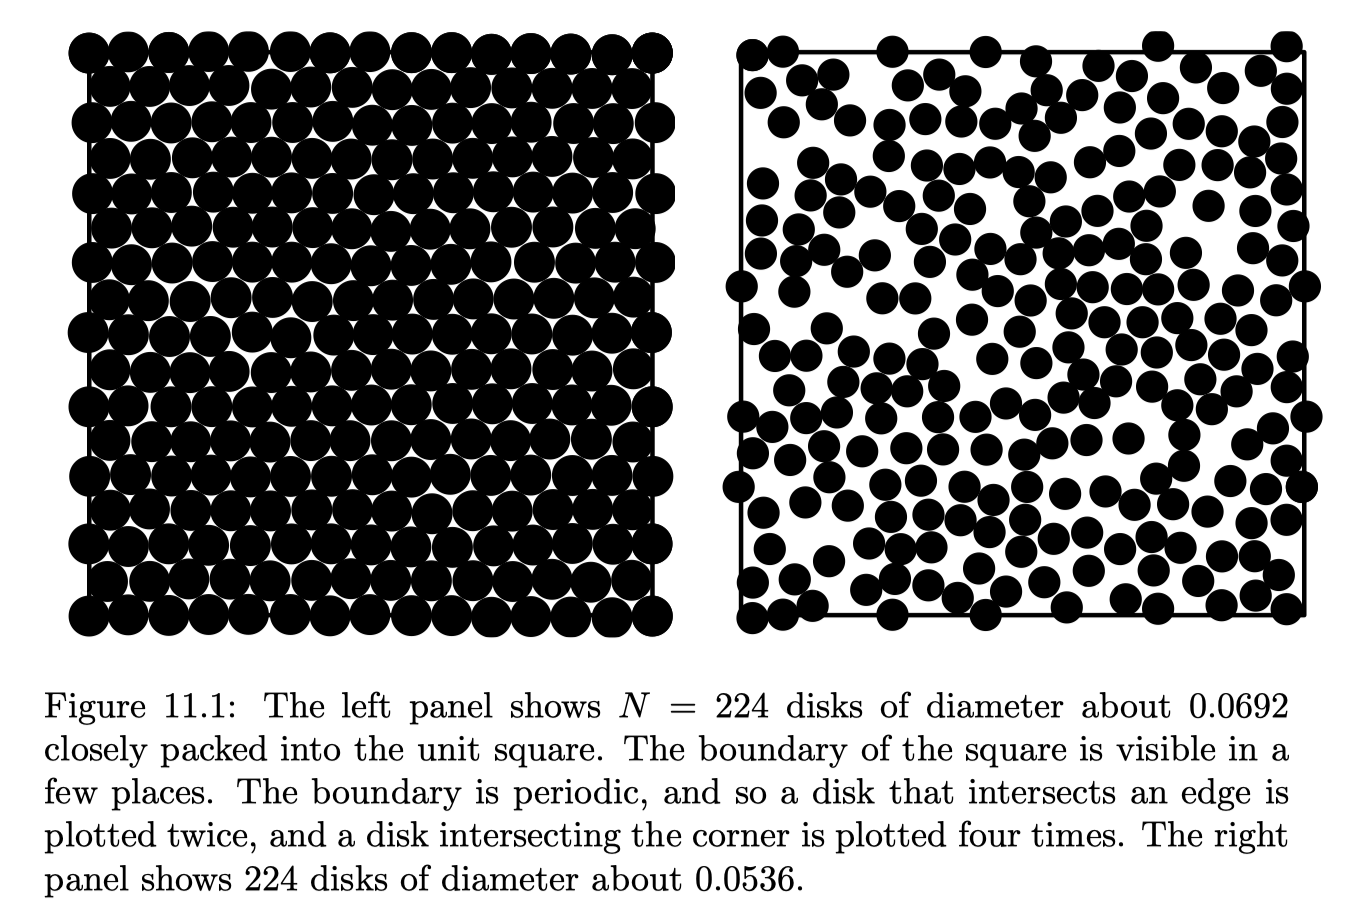 Figure 11.1: The left panel shows N = 224 disks of diameter about 0.0692
closely packed into the unit square. The boundary of the square is visible in a
few places. The boundary is periodic, and so a disk that intersects an edge is
plotted twice, and a disk intersecting the corner is plotted four times. The right
panel shows 224 disks of diameter about 0.0536.